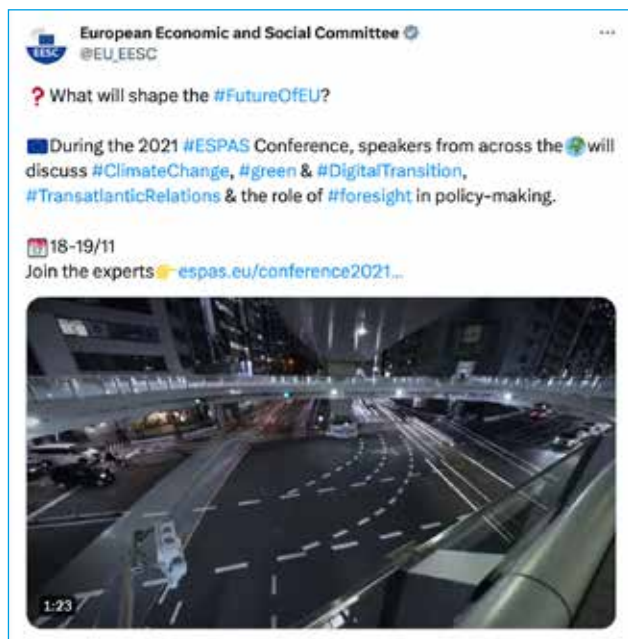 European Economic and Social Committee
EESC
@EU_EESC
❓What will shape the #FutureOfEU?
🇪🇺During the 2021 #ESPAS Conference, speakers from across the🌍will
discuss #ClimateChange, #green & #DigitalTransition,
#TransatlanticRelations & the role of #foresight in policy-making.
📅18-19/11
Join the experts👉espas.eu/conference2021...
1:23